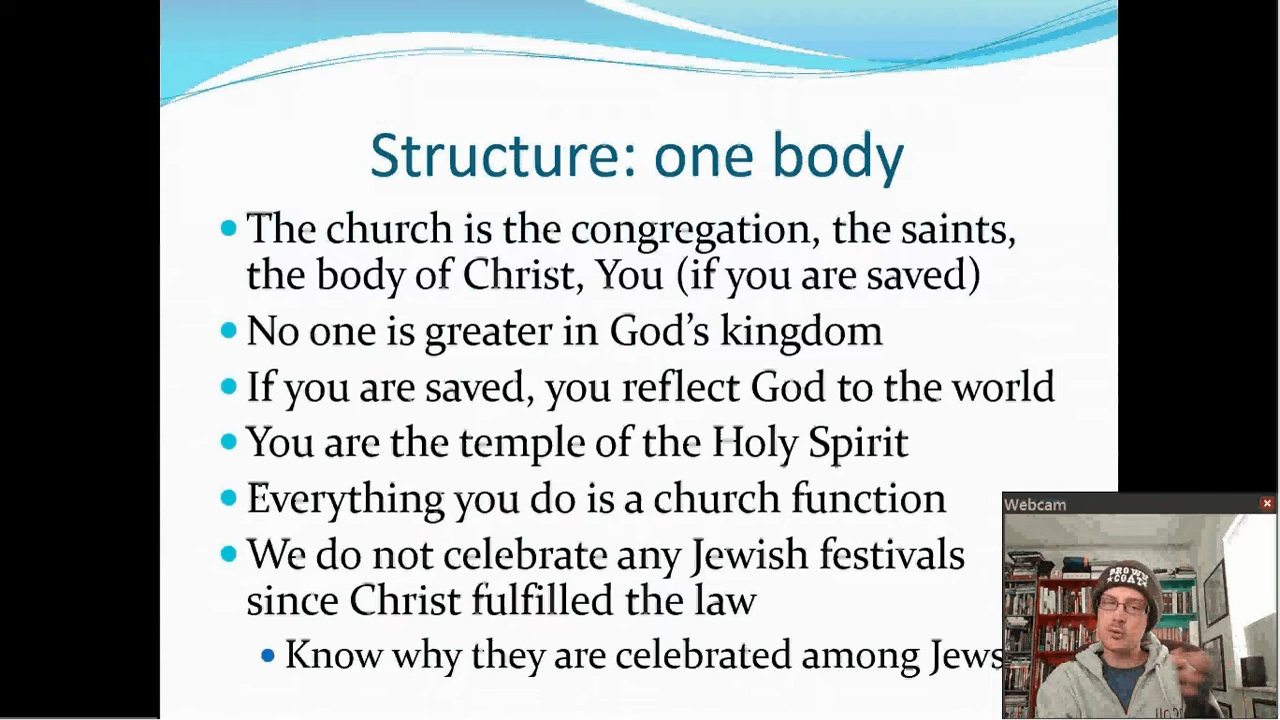 Structure: one body
The church is the congregation, the saints,
the body of Christ, You (if you are saved)
No one is greater in God's kingdom
If you are saved, you reflect God to the world
You are the temple of the Holy Spirit
Everything you do is a church function
We do not celebrate any Jewish festivals
since Christ fulfilled the law
Know why they are celebrated among Jews
Webcam
BROWN
COAT